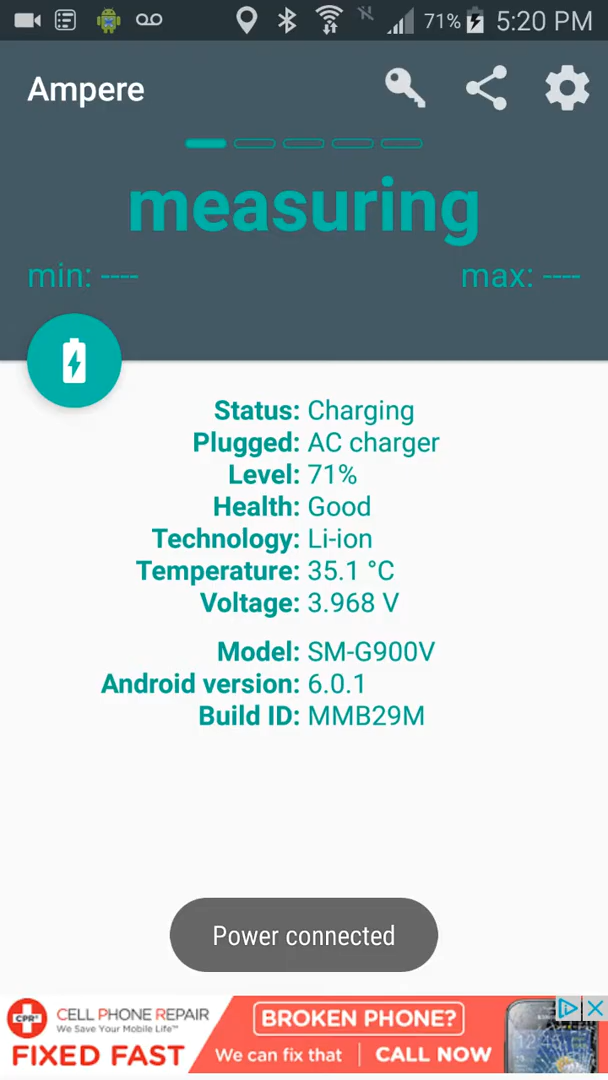 71% 5:20 PM
Ampere
measuring
min: ---- max: ----
Status: Charging
Plugged: AC charger
Level: 71%
Health: Good
Technology: Li-ion
Temperature: 35.1 °C
Voltage: 3.968 V
Model: SM-G900V
Android version: 6.0.1
Build ID: MMB29M
Power connected
CPR CELL PHONE REPAIR
We Save Your Mobile Life™
FIXED FAST
BROKEN PHONE?
We can fix that | CALL NOW